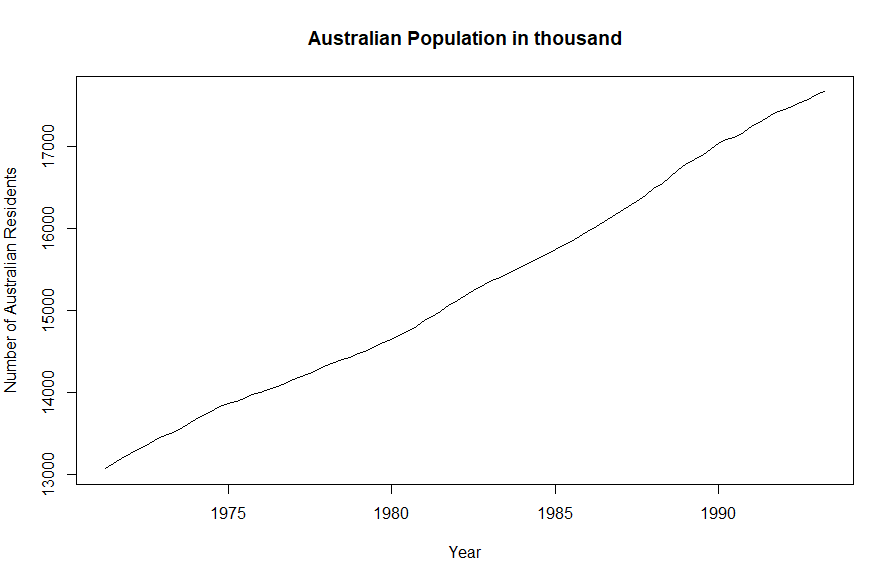 Australian Population in thousand
Number of Australian Residents
17000
16000
15000
14000
13000
1975 1980 1985 1990
Year